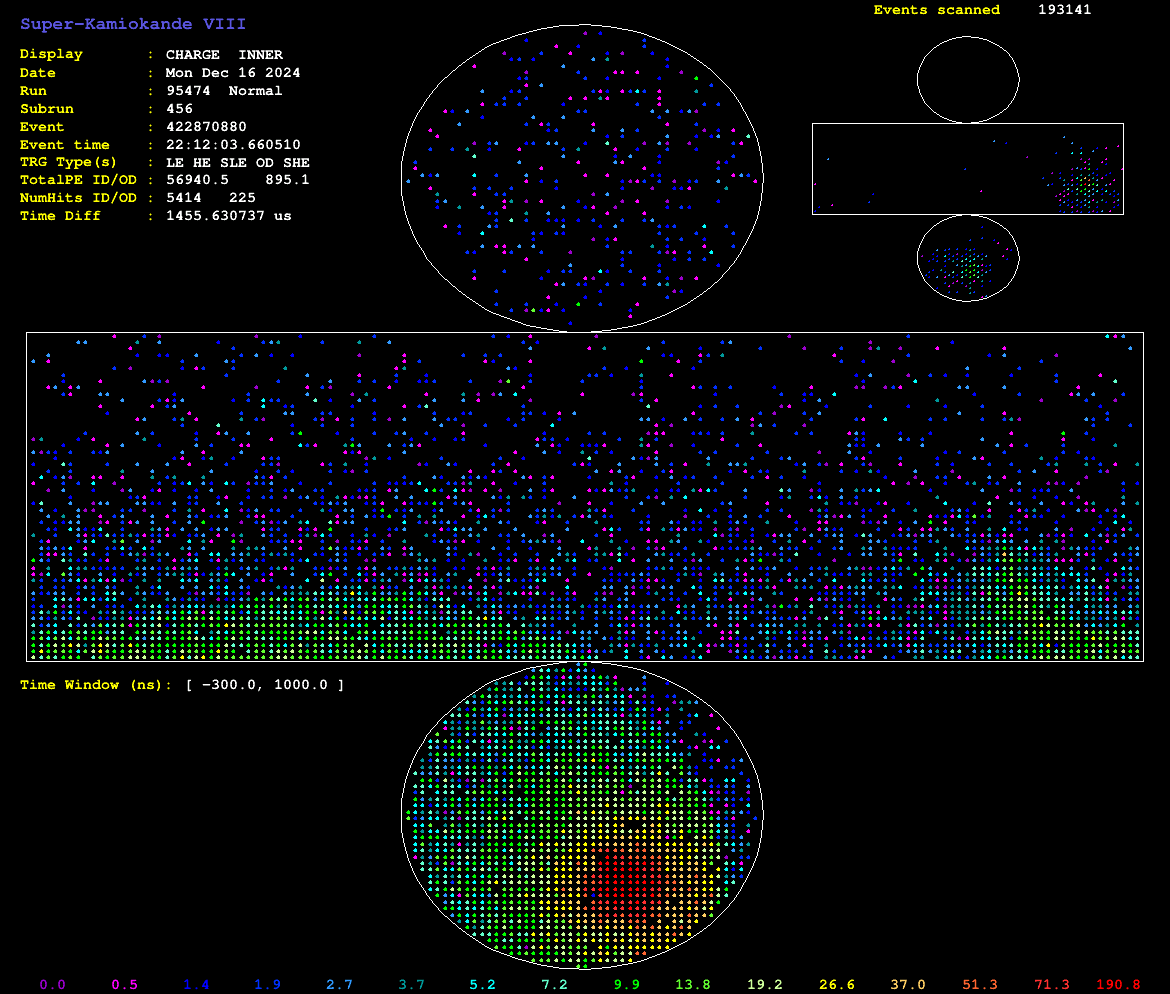 Super-Kamiokande VIII
Events scanned 193141
Display : CHARGE INNER
Date : Mon Dec 16 2024
Run : 95474 Normal
Subrun : 456
Event : 422870880
Event time : 22:12:03.660510
TRG Type(s) : LE HE SLE OD SHE
TotalPE ID/OD : 56940.5 895.1
NumHits ID/OD : 5414 225
Time Diff : 1455.630737 us
Time Window (ns): [ -300.0, 1000.0 ]
0.0 0.5 1.4 1.9 2.7 3.7 5.2 7.2 9.9 13.8 19.2 26.6 37.0 51.3 71.3 190.8